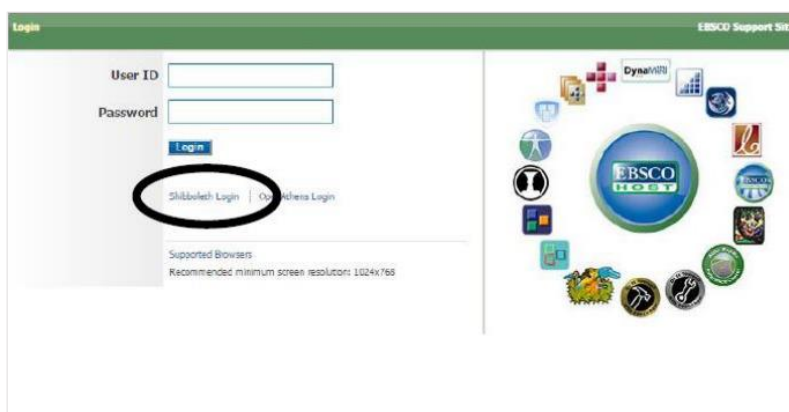 Login
EBSCO Support Sit
User ID
Password
Login
Shibboleth Login | Op Athens Login
Supported Browsers
Recommended minimum screen resolution: 1024x768
DynaMed
EBSCO
HOST